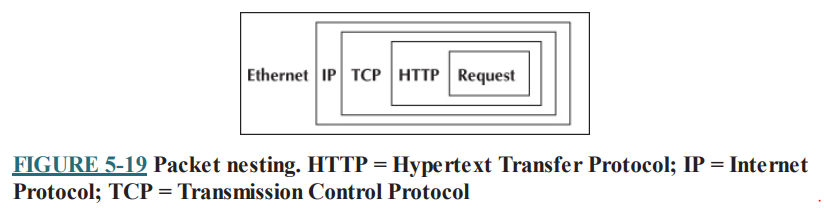 Ethernet IP TCP HTTP Request
FIGURE 5-19 Packet nesting. HTTP = Hypertext Transfer Protocol; IP = Internet
Protocol; TCP = Transmission Control Protocol